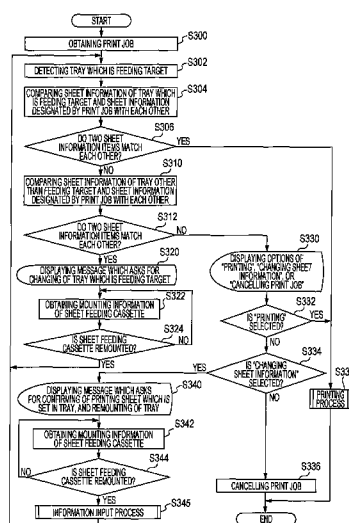 START
OBTAINING PRINT JOB
S300
DETECTING TRAY WHICH IS FEEDING TARGET
S302
S304
COMPARING SHEET INFORMATION OF TRAY WHICH
IS FEEDING TARGET AND SHEET INFORMATION
DESIGNATED BY PRINT JOB WITH EACH OTHER
S306
DO TWO SHEET
INFORMATION ITEMS MATCH
EACH OTHER?
YES
NO
S310
COMPARING SHEET INFORMATION OF TRAY OTHER
THAN FEEDING TARGET AND SHEET INFORMATION
DESIGNATED BY PRINT JOB WITH EACH OTHER
S312
DO TWO SHEET
INFORMATION ITEMS MATCH
EACH OTHER?
NO
YES
S320
DISPLAYING MESSAGE WHICH ASKS FOR
CHANGING OF TRAY WHICH IS FEEDING TARGET
S330
DISPLAYING OPTIONS OF
"PRINTING", "CHANGING SHEET
INFORMATION", OR
"CANCELLING PRINT JOB"
S322
OBTAINING MOUNTING INFORMATION
OF SHEET FEEDING CASSETTE
S332
IS "PRINTING"
SELECTED?
YES
NO
S324
IS SHEET FEEDING
CASSETTE REMOUNTED?
NO
YES
S334
IS "CHANGING
SHEET INFORMATION"
SELECTED?
YES
NO
S33
PRINTING
PROCESS
S340
DISPLAYING MESSAGE WHICH ASKS
FOR CONFIRMING OF PRINTING SHEET WHICH IS
SET IN TRAY, AND REMOUNTING OF TRAY
S342
OBTAINING MOUNTING INFORMATION
OF SHEET FEEDING CASSETTE
S344
IS SHEET FEEDING
CASSETTE REMOUNTED?
NO
YES
S336
CANCELLING PRINT JOB
S345
INFORMATION INPUT PROCESS
END